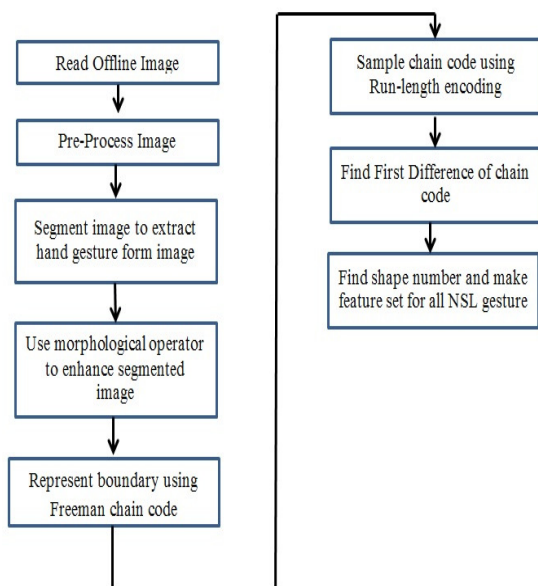 Read Offline Image
Pre-Process Image
Segment image to extract
hand gesture form image
Use morphological operator
to enhance segmented
image
Represent boundary using
Freeman chain code
Sample chain code using
Run-length encoding
Find First Difference of chain
code
Find shape number and make
feature set for all NSL gesture